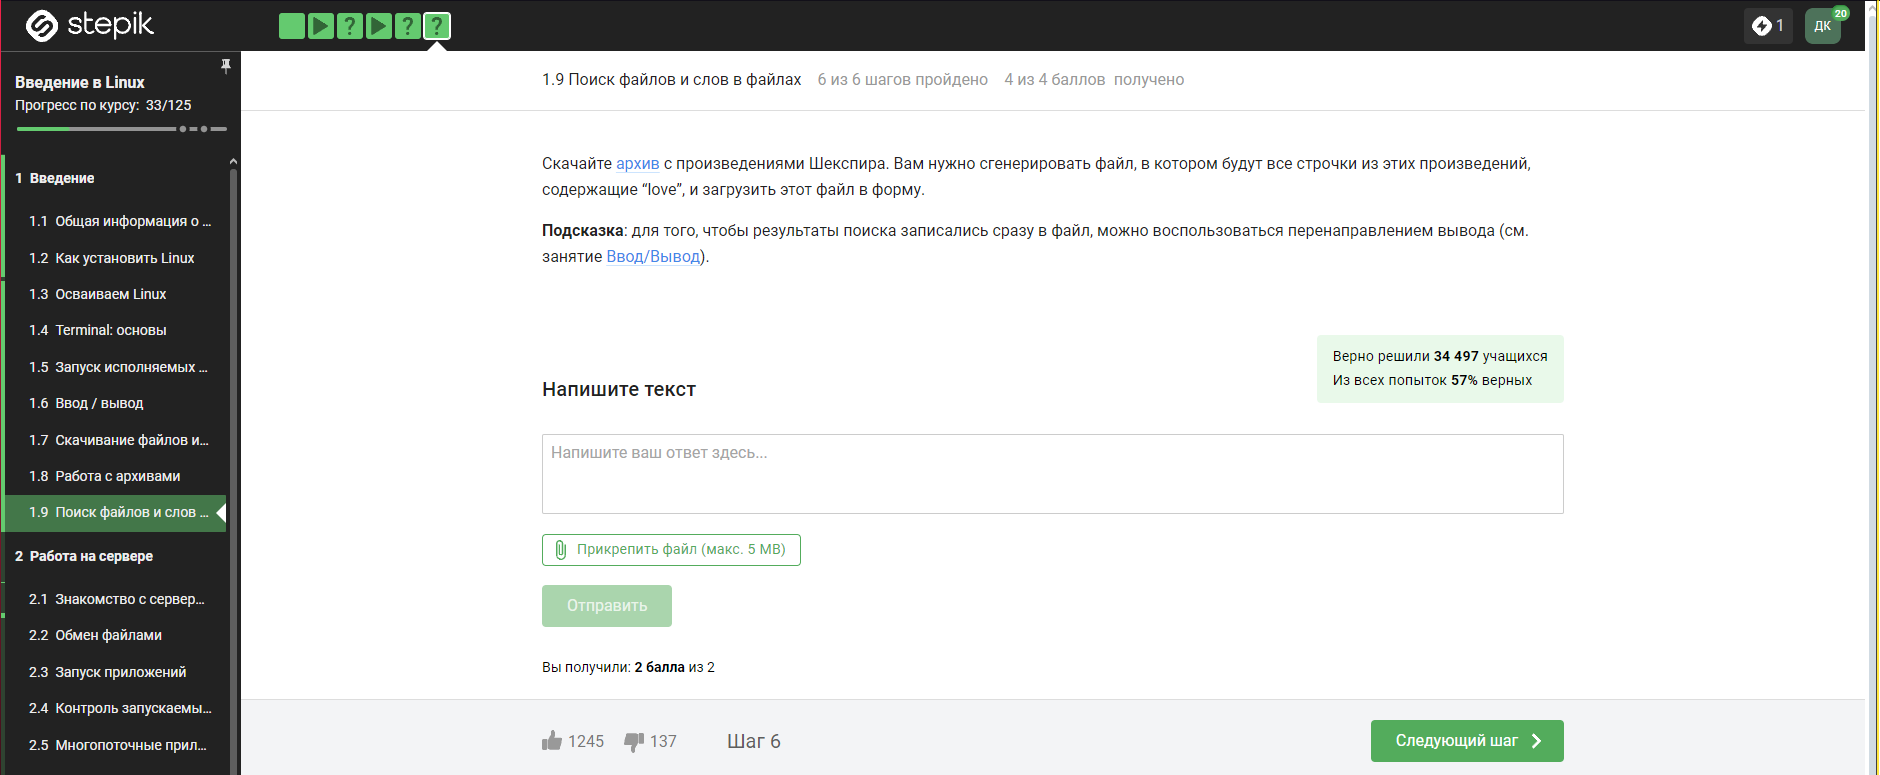 stepik
? ? ?
1
ДК
20
Введение в Linux
Прогресс по курсу: 33/125
1 Введение
1.1 Общая информация о ...
1.2 Как установить Linux
1.3 Осваиваем Linux
1.4 Terminal: основы
1.5 Запуск исполняемых ...
1.6 Ввод / вывод
1.7 Скачивание файлов и...
1.8 Работа с архивами
1.9 Поиск файлов и слов ...
2 Работа на сервере
2.1 Знакомство с сервер...
2.2 Обмен файлами
2.3 Запуск приложений
2.4 Контроль запускаемы...
2.5 Многопоточные прил...
1.9 Поиск файлов и слов в файлах 6 из 6 шагов пройдено 4 из 4 баллов получено
Скачайте архив с произведениями Шекспира. Вам нужно сгенерировать файл, в котором будут все строчки из этих произведений,
содержащие “love”, и загрузить этот файл в форму.
Подсказка: для того, чтобы результаты поиска записались сразу в файл, можно воспользоваться перенаправлением вывода (см.
занятие Ввод/Вывод).
Верно решили 34 497 учащихся
Из всех попыток 57% верных
Напишите текст
Напишите ваш ответ здесь...
Прикрепить файл (макс. 5 MB)
Отправить
Вы получили: 2 балла из 2
1245 137 Шаг 6
Следующий шаг